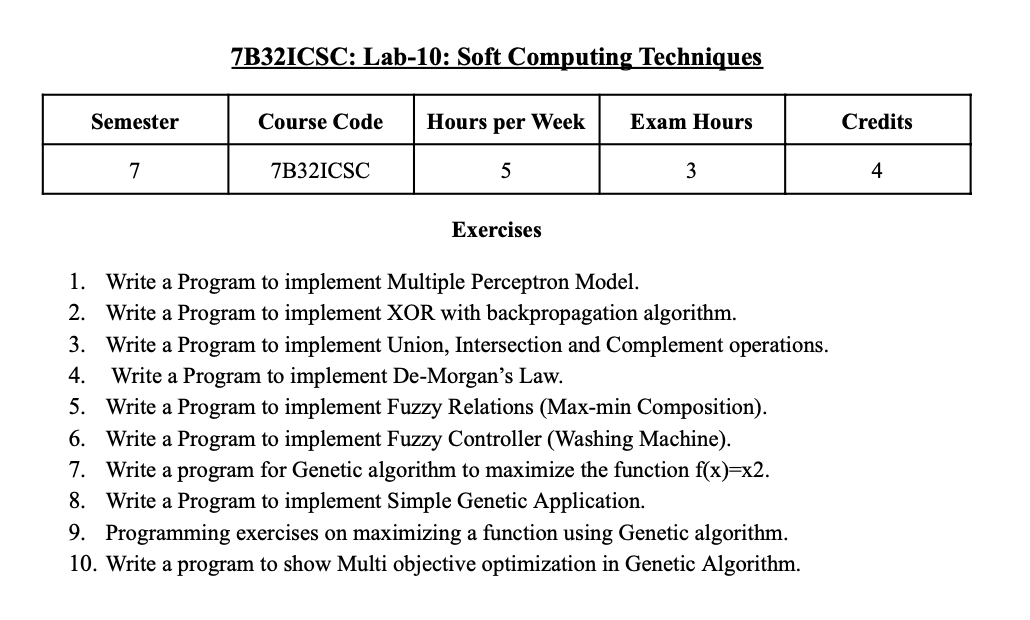 7B32ICSC: Lab-10: Soft Computing Techniques
Semester Course Code Hours per Week Exam Hours Credits
7 7B32ICSC 5 3 4
Exercises
1. Write a Program to implement Multiple Perceptron Model.
2. Write a Program to implement XOR with backpropagation algorithm.
3. Write a Program to implement Union, Intersection and Complement operations.
4. Write a Program to implement De-Morgan’s Law.
5. Write a Program to implement Fuzzy Relations (Max-min Composition).
6. Write a Program to implement Fuzzy Controller (Washing Machine).
7. Write a program for Genetic algorithm to maximize the function f(x)=x2.
8. Write a Program to implement Simple Genetic Application.
9. Programming exercises on maximizing a function using Genetic algorithm.
10. Write a program to show Multi objective optimization in Genetic Algorithm.